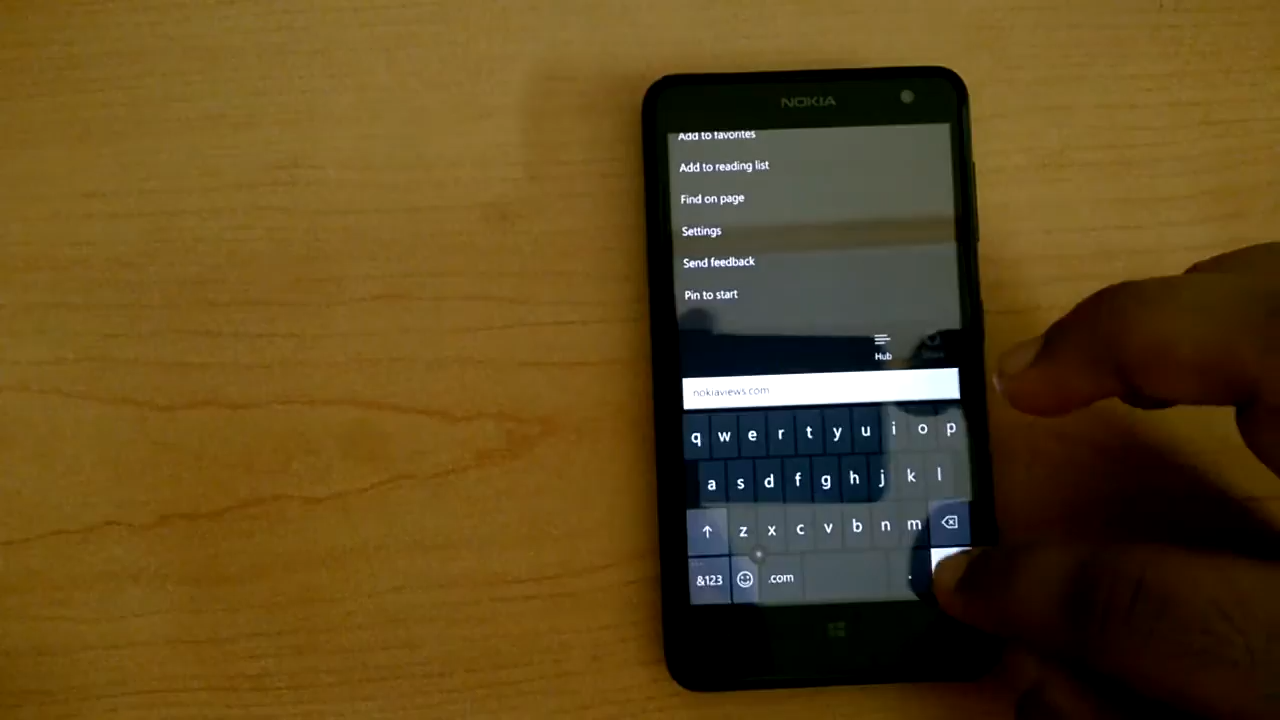 NOKIA
Add to favorites
Add to reading list
Find on page
Settings
Send feedback
Pin to start
Hub
nokiaviews.com
q w e r t y u i o p
a s d f g h j k l
z x c v b n m
&123 .com .